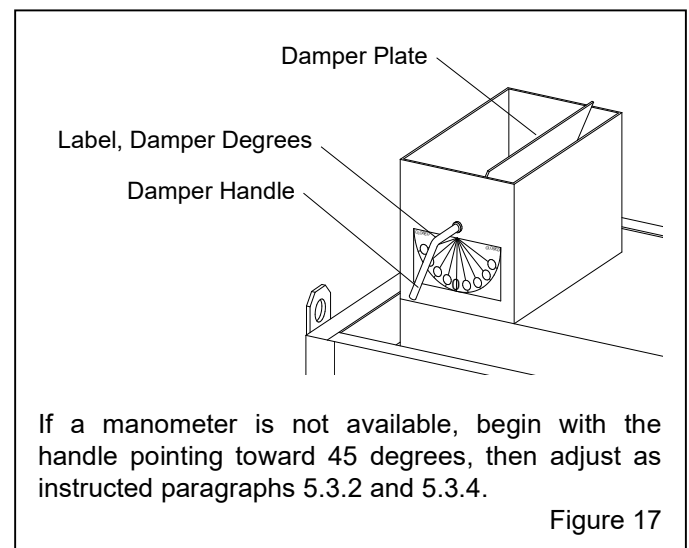 Damper Plate
Label, Damper Degrees
Damper Handle
If a manometer is not available, begin with the
handle pointing toward 45 degrees, then adjust as
instructed paragraphs 5.3.2 and 5.3.4.
Figure 17